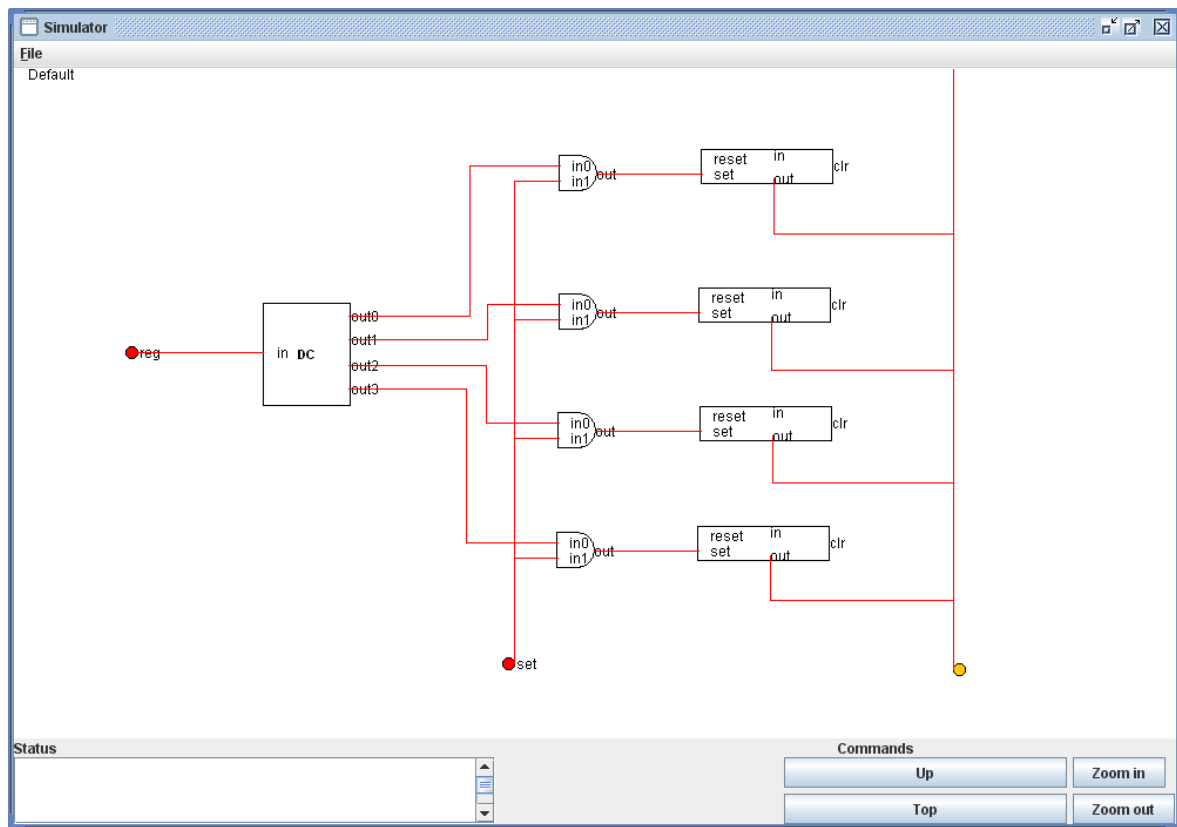 Simulator
File
Default
in0
in1
out
reset
in
set
out
clr
in0
in1
out
reset
in
set
out
clr
out0
out1
reg
in DC
out2
out3
in0
in1
out
reset
in
set
out
clr
in0
in1
out
reset
in
set
out
clr
set
Status
Commands
Up
Zoom in
Top
Zoom out